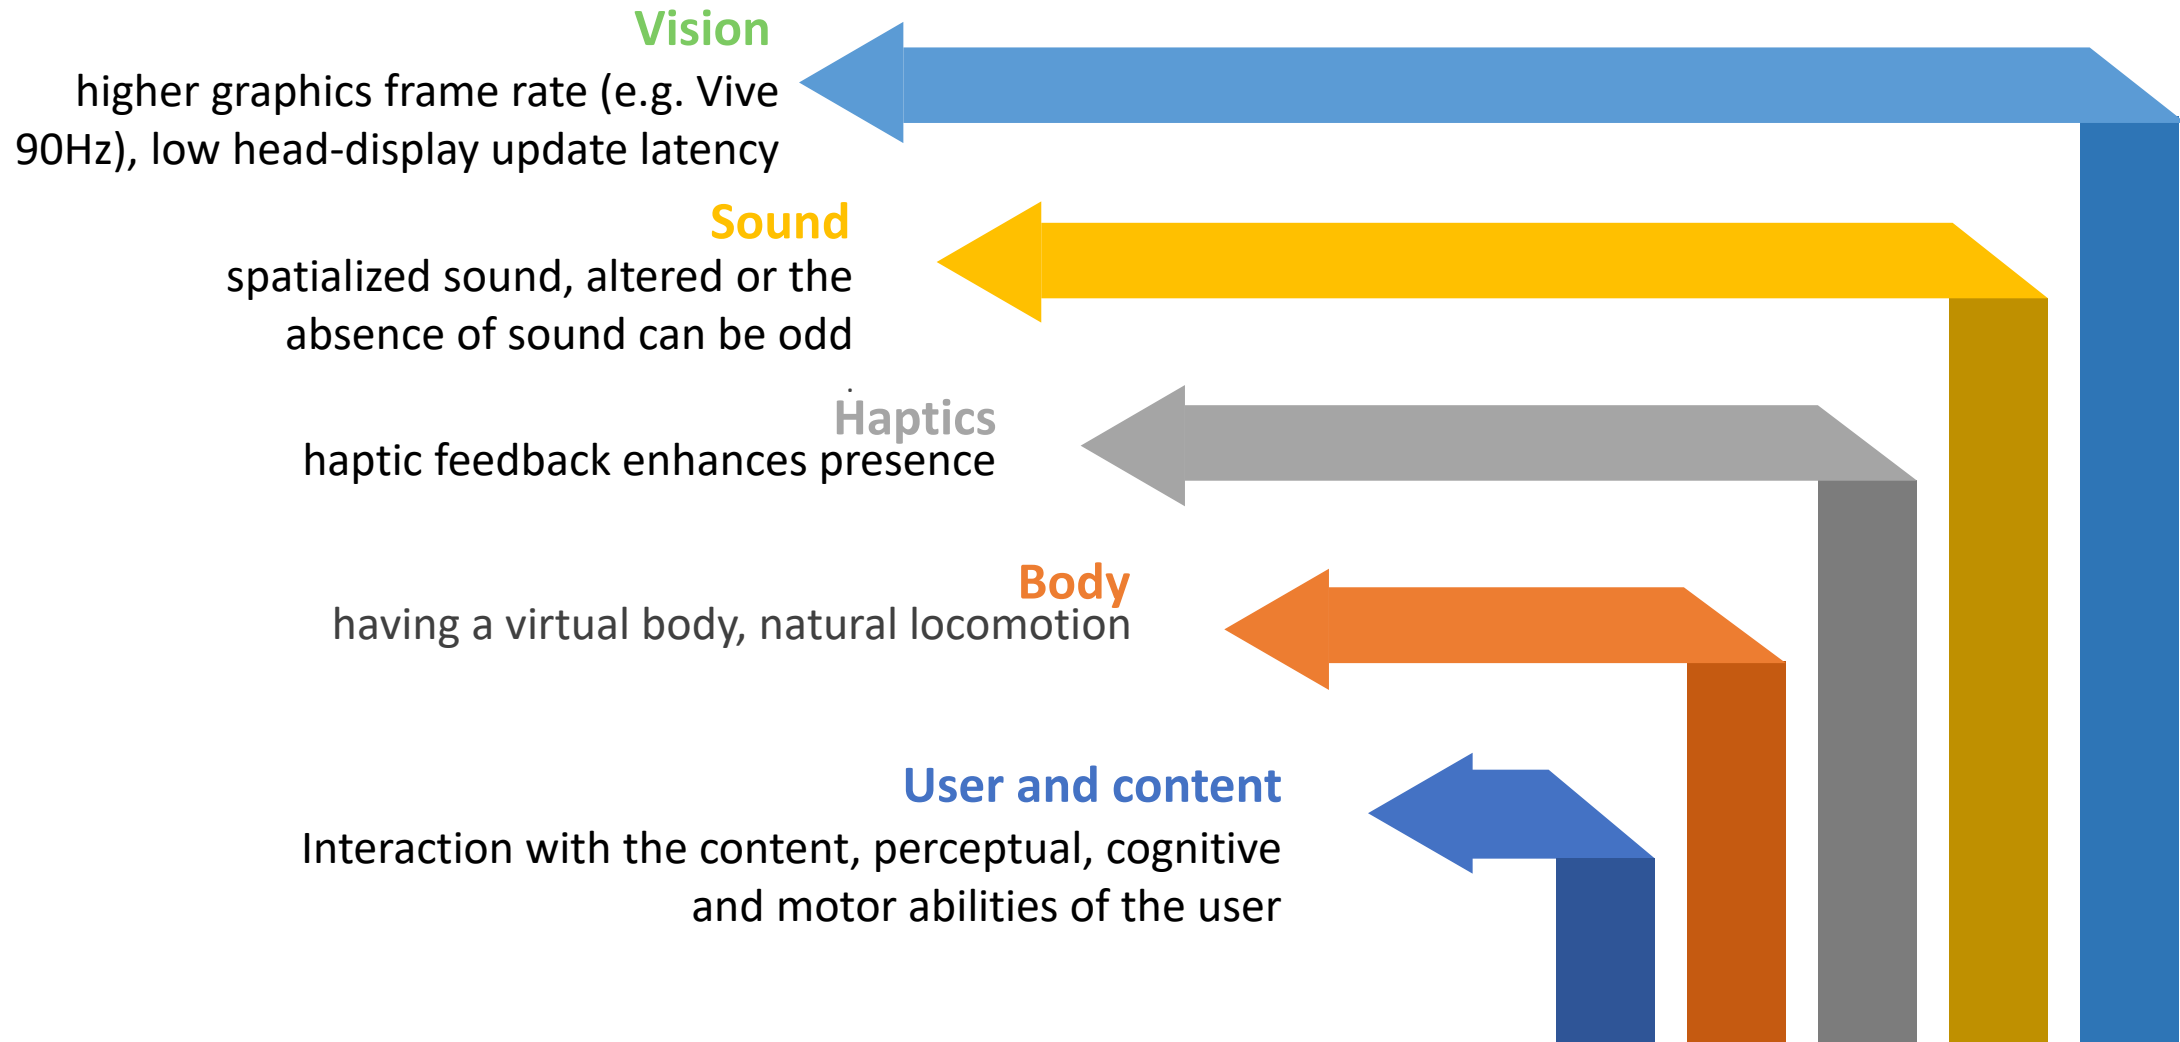 Vision
higher graphics frame rate (e.g. Vive
90Hz), low head-display update latency
Sound
spatialized sound, altered or the
absence of sound can be odd
.
Haptics
haptic feedback enhances presence
Body
having a virtual body, natural locomotion
User and content
Interaction with the content, perceptual, cognitive
and motor abilities of the user